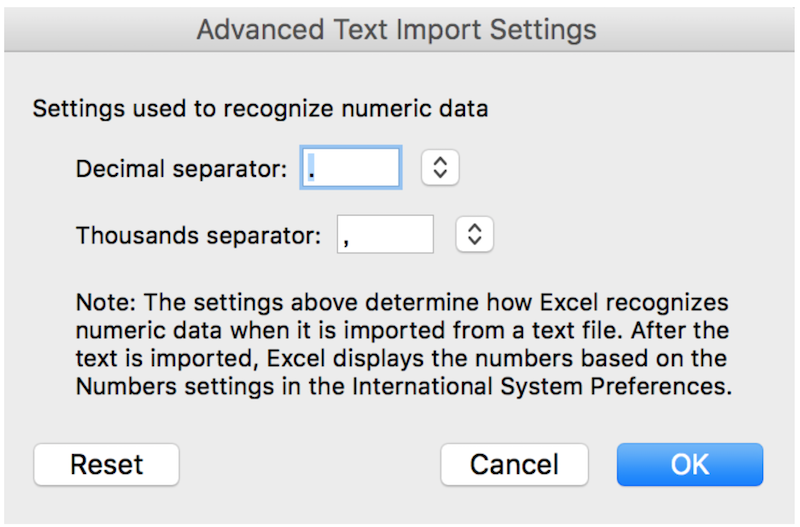 Advanced Text Import Settings
Settings used to recognize numeric data
Decimal separator: .
Thousands separator: ,
Note: The settings above determine how Excel recognizes
numeric data when it is imported from a text file. After the
text is imported, Excel displays the numbers based on the
Numbers settings in the International System Preferences.
Reset Cancel OK